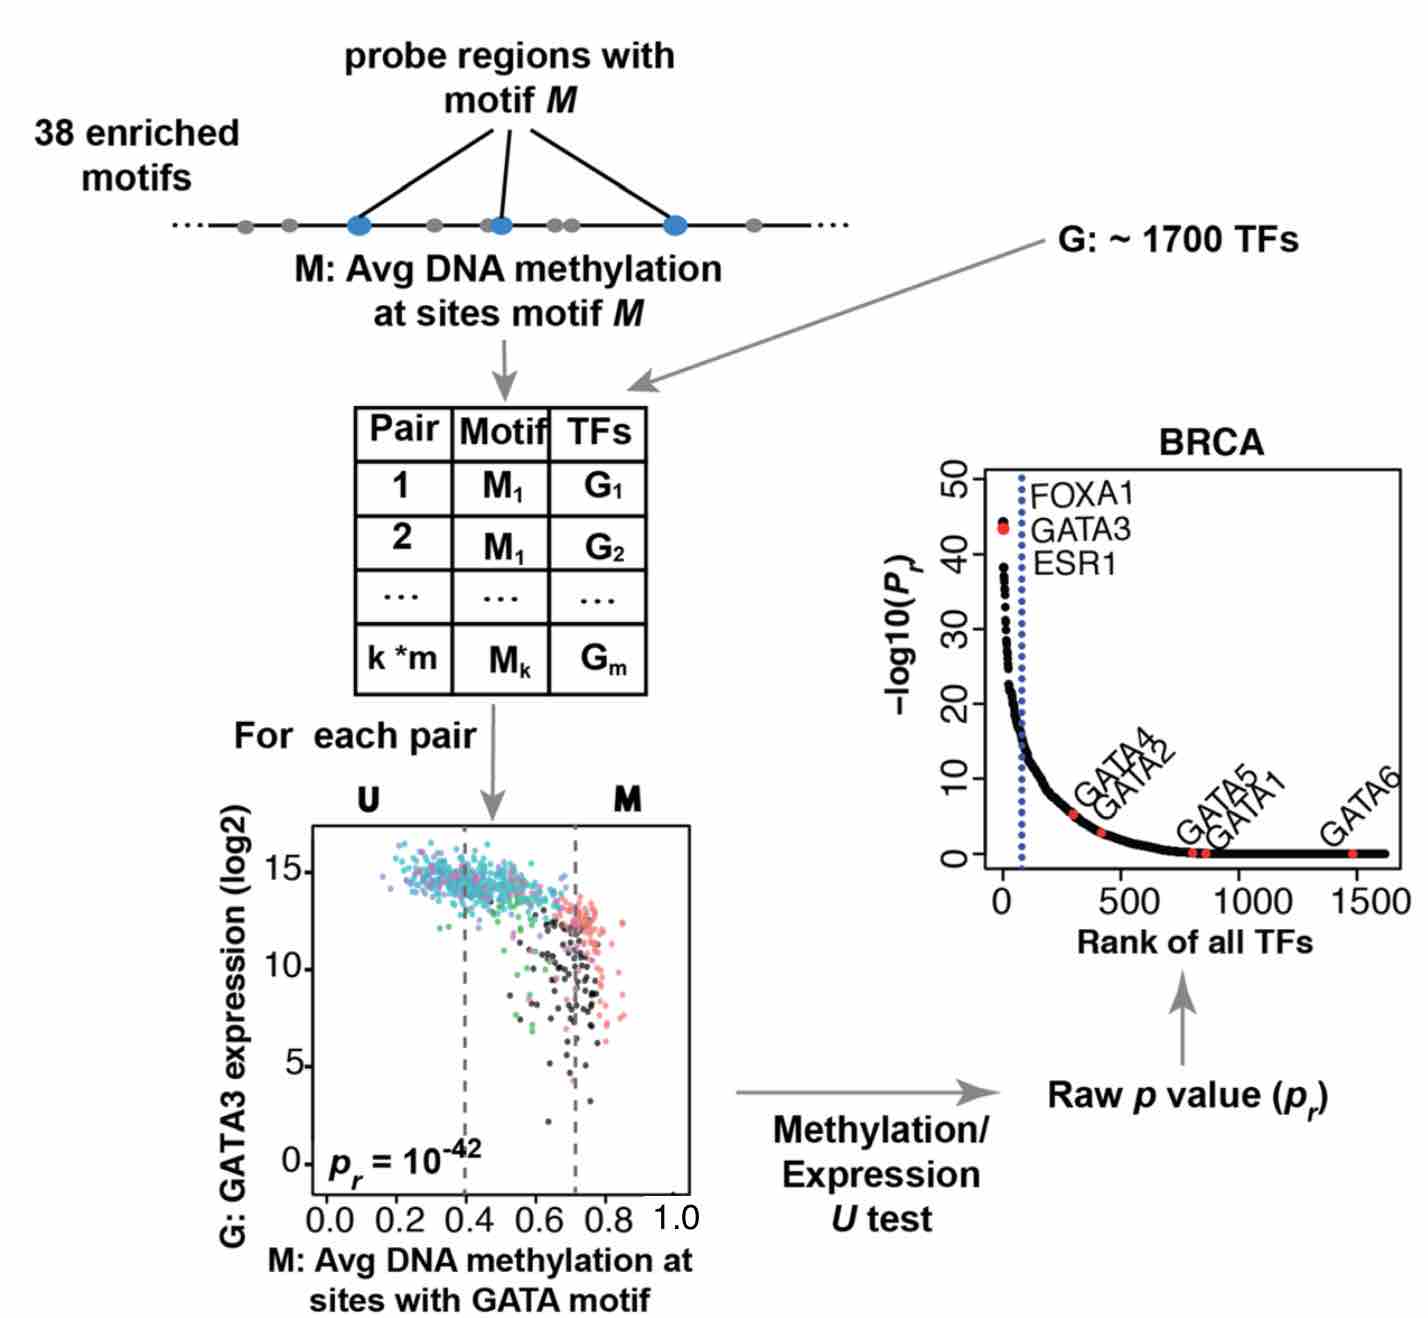 probe regions with
motif M
38 enriched
motifs
M: Avg DNA methylation
at sites motif M
G: ~ 1700 TFs
Pair Motif TFs
1 M1 G1
2 M1 G2
... ... ...
k *m Mk Gm
For each pair
U M
G: GATA3 expression (log2)
15
10
5
0
pr = 10-42
0.0 0.2 0.4 0.6 0.8 1.0
M: Avg DNA methylation at
sites with GATA motif
Methylation/
Expression
U test
Raw p value (pr)
BRCA
−log10(Pr)
50
40
30
20
10
0
FOXA1
GATA3
ESR1
GATA4
GATA2
GATA5
GATA1
GATA6
0 500 1000 1500
Rank of all TFs